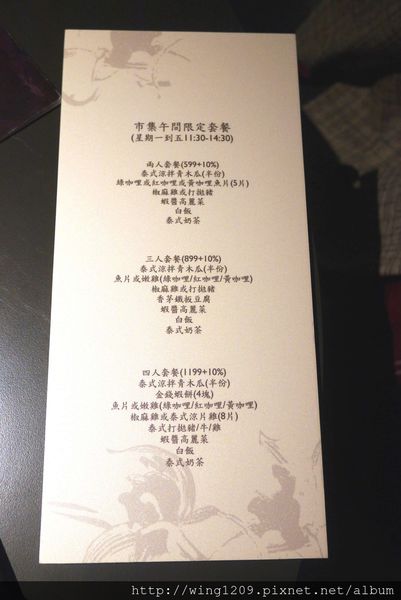 市集午間限定套餐
(星期一到五11:30-14:30)
兩人套餐(599+10%)
泰式涼拌青木瓜(半份)
綠咖哩或紅咖哩或黃咖哩魚片(5片)
椒麻雞或打拋豬
蝦醬高麗菜
白飯
泰式奶茶
三人套餐(899+10%)
泰式涼拌青木瓜(半份)
魚片或嫩雞(綠咖哩/紅咖哩/黃咖哩)
椒麻雞或打拋豬
香茅鐵板豆腐
蝦醬高麗菜
白飯
泰式奶茶
四人套餐(1199+10%)
泰式涼拌青木瓜(半份)
金錢蝦餅(4塊)
魚片或嫩雞(綠咖哩/紅咖哩/黃咖哩)
椒麻雞或泰式涼片雞(8片)
泰式打拋豬/牛/雞
蝦醬高麗菜
白飯
泰式奶茶
http://wing1209.pixnet.net/album